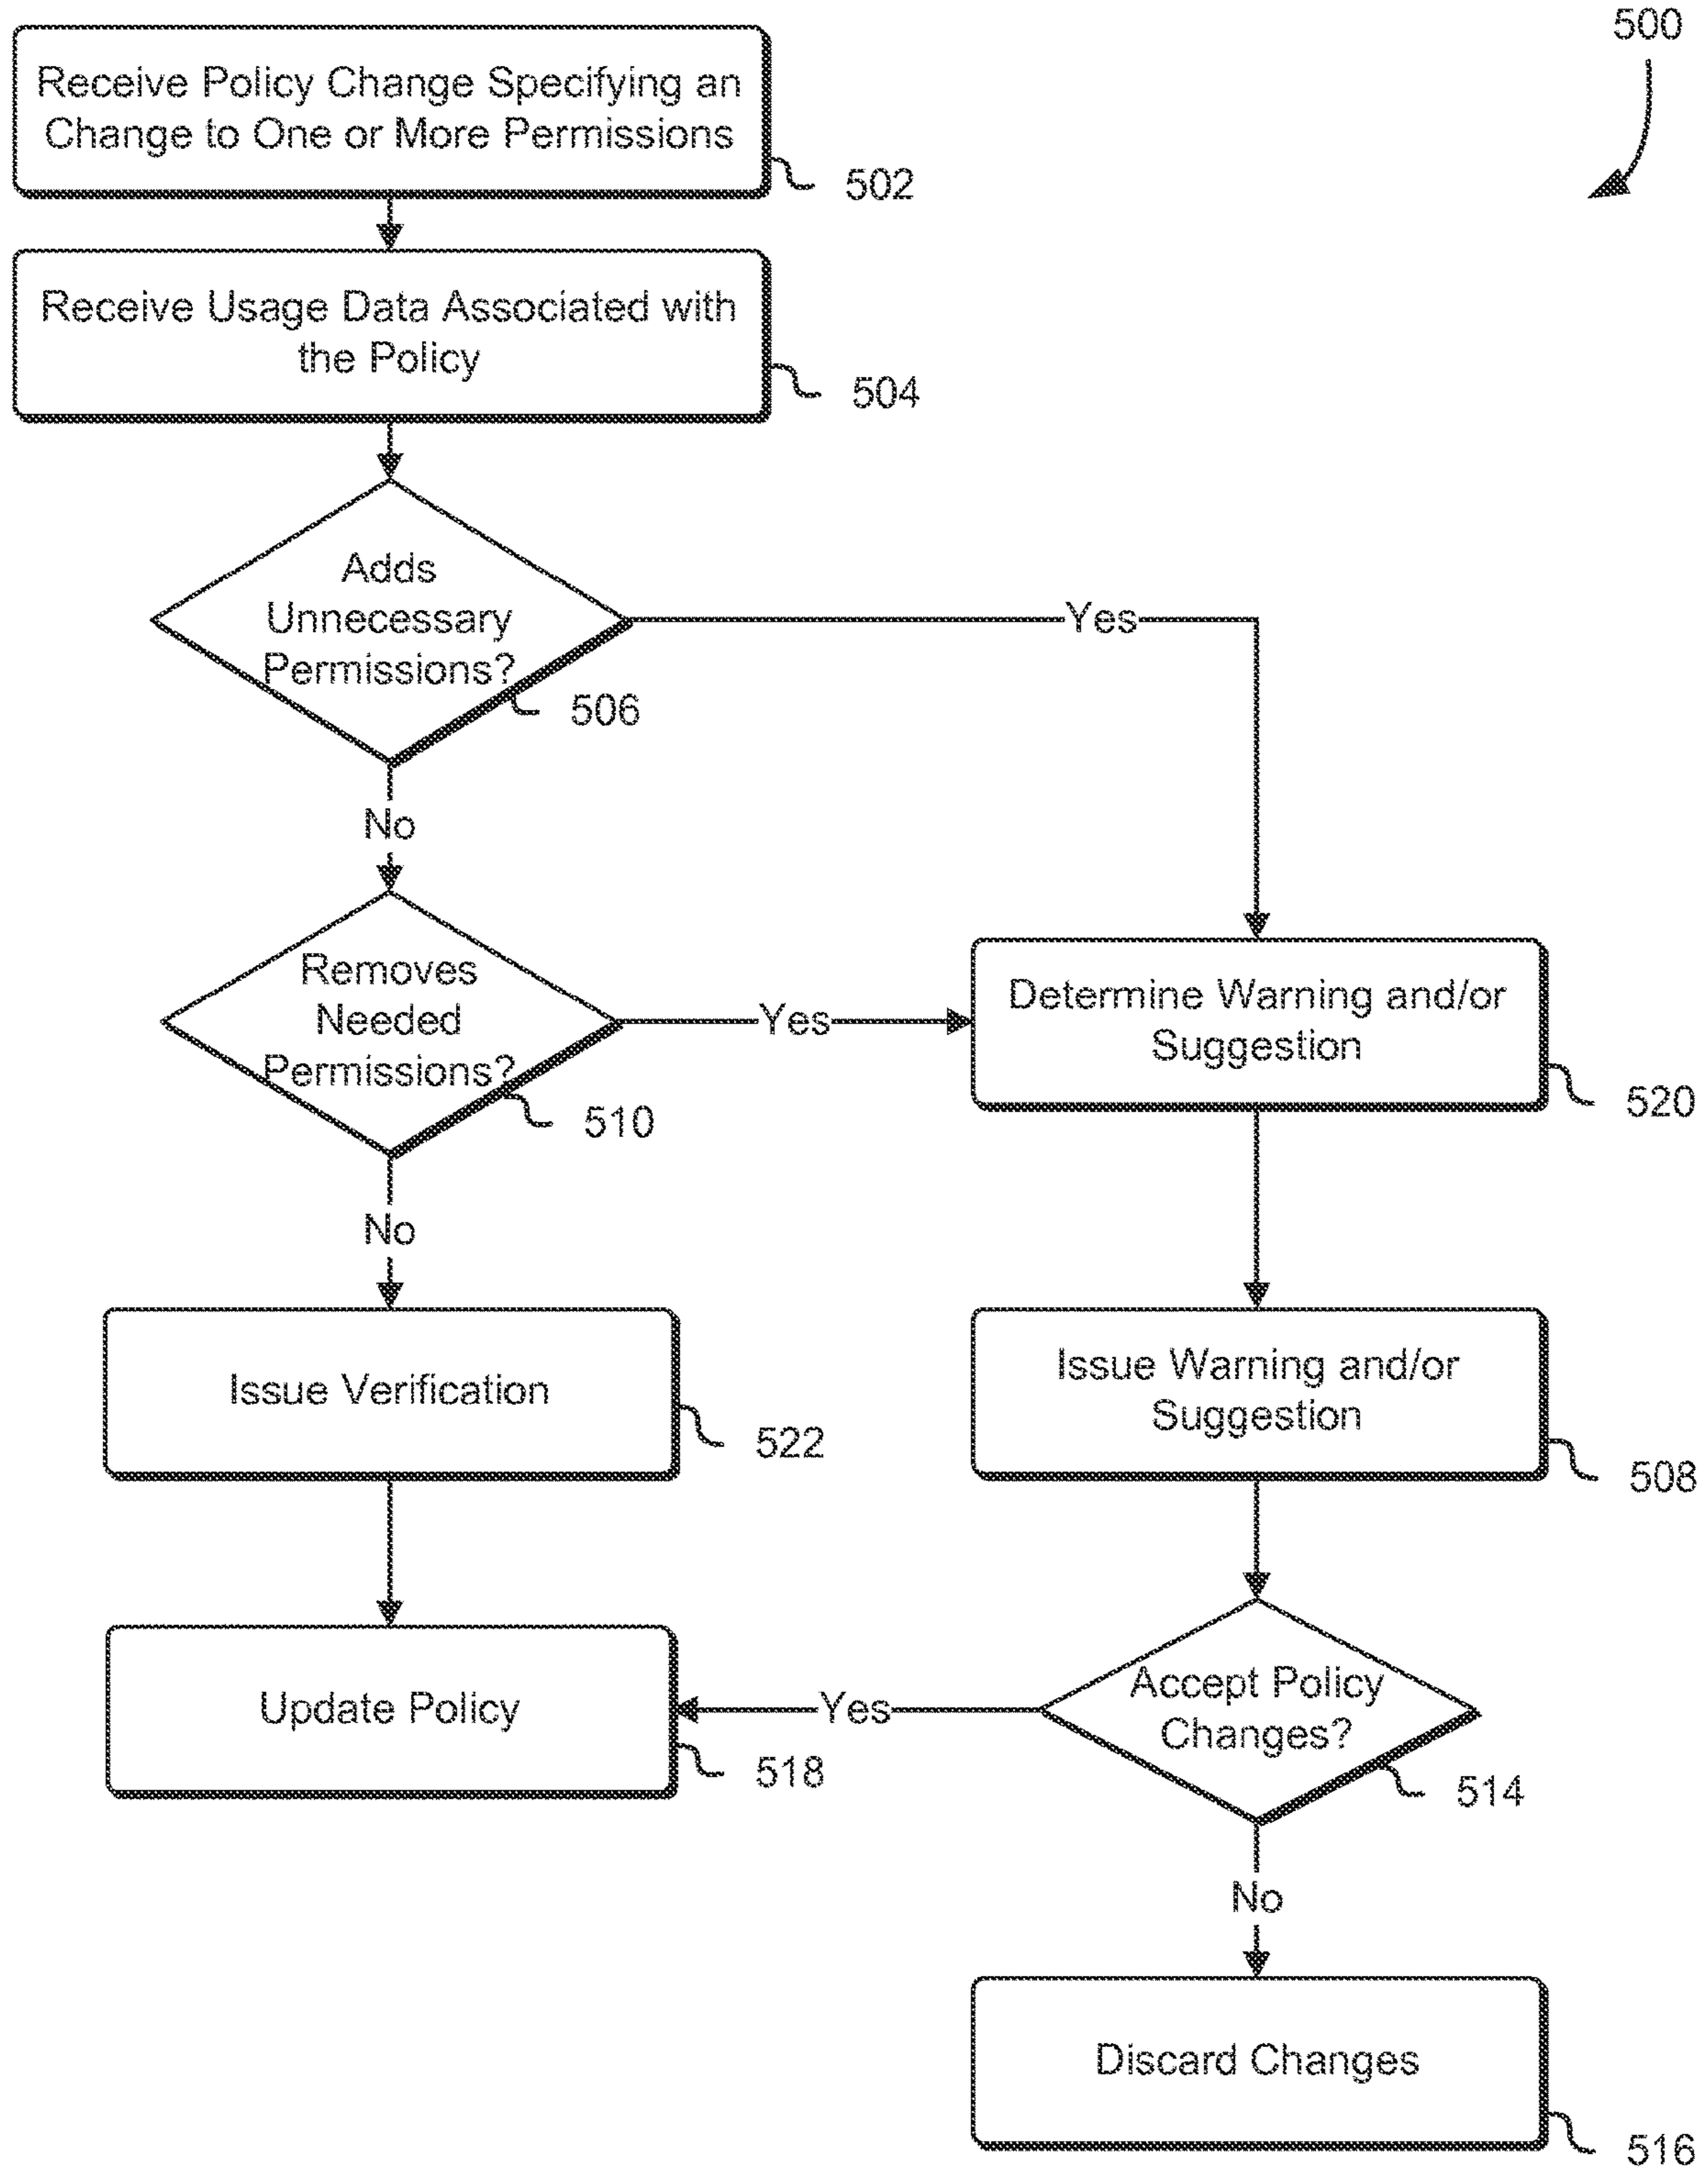 500
Receive Policy Change Specifying an
Change to One or More Permissions
502
Receive Usage Data Associated with
the Policy
504
Adds
Unnecessary
Permissions?
506
Yes
No
Removes
Needed
Permissions?
510
Yes
Determine Warning and/or
Suggestion
520
No
Issue Verification
522
Issue Warning and/or
Suggestion
508
Update Policy
518
Yes
Accept Policy
Changes?
514
No
Discard Changes
516